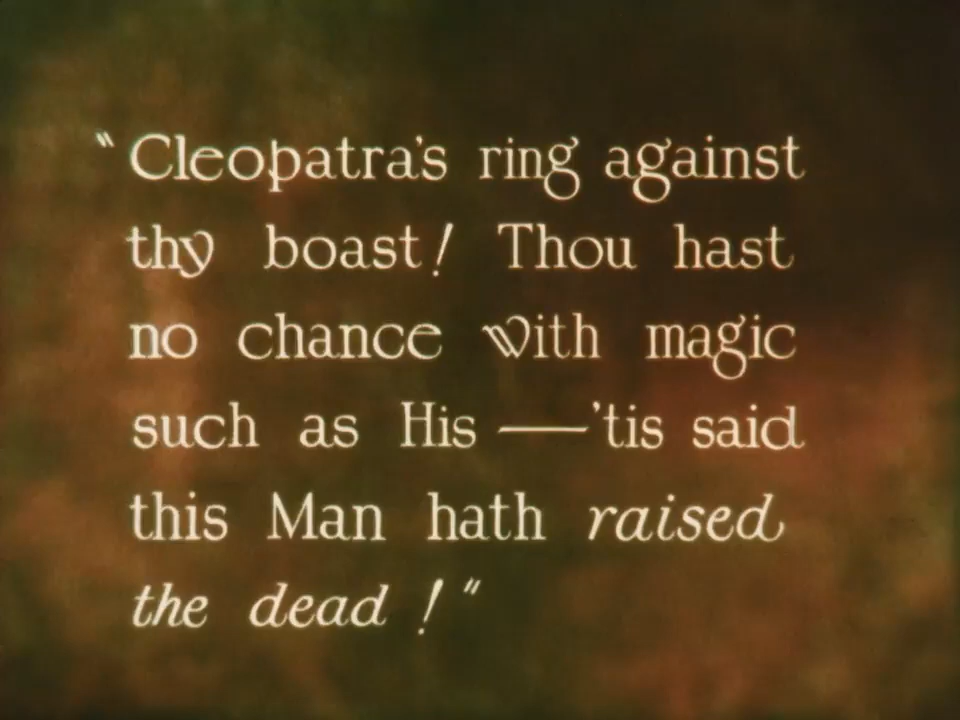 "Cleopatra's ring against
thy boast! Thou hast
no chance with magic
such as His — 'tis said
this Man hath raised
the dead!"